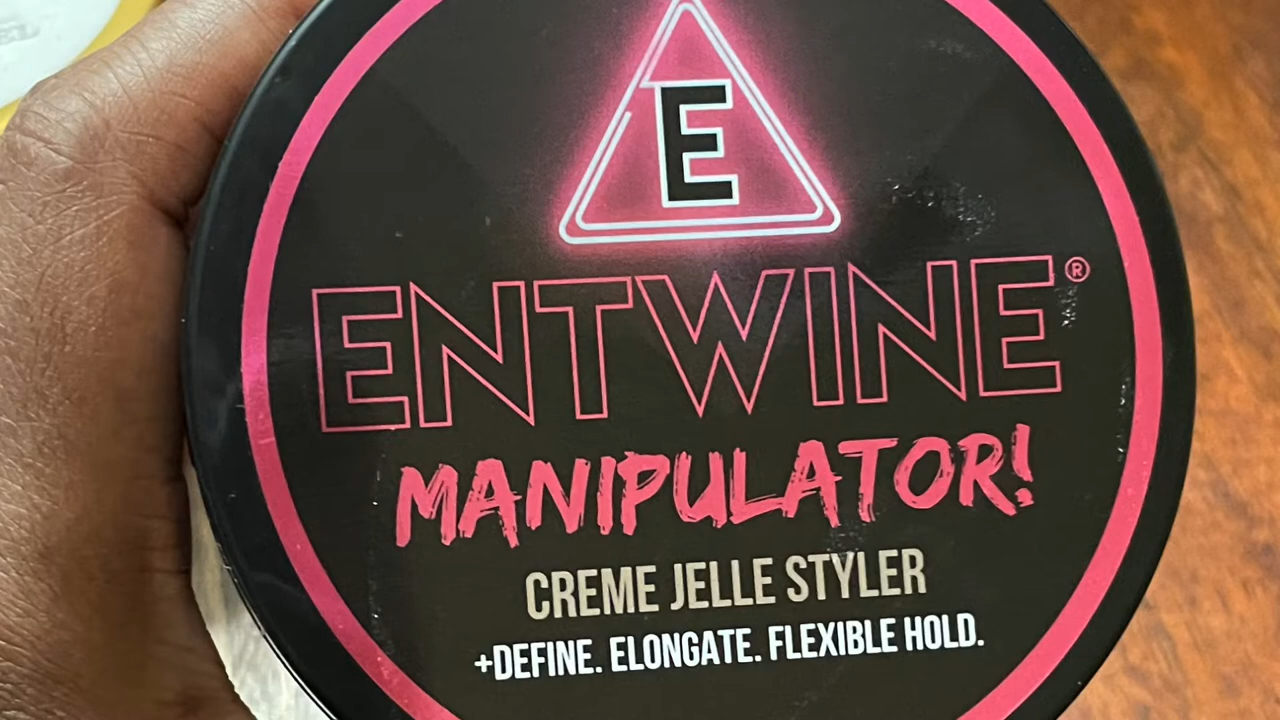 E
ENTWINE®
MANIPULATOR!
CREME JELLE STYLER
+DEFINE. ELONGATE. FLEXIBLE HOLD.